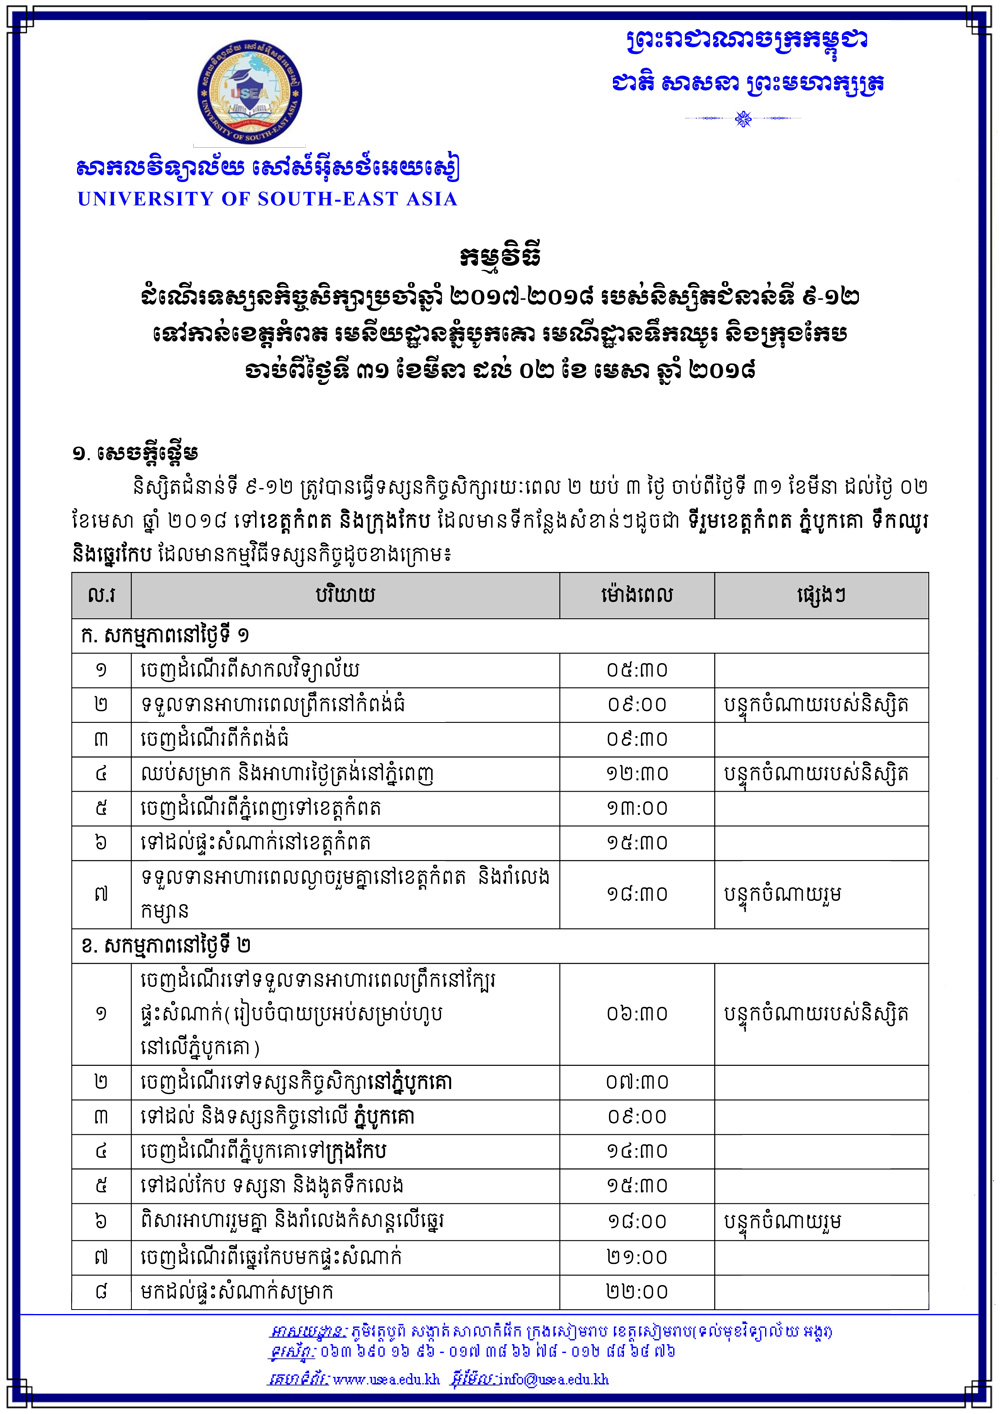 ព្រះរាជាណាចក្រកម្ពុជា
ជាតិ សាសនា ព្រះមហាក្សត្រ
USEA
UNIVERSITY OF SOUTH-EAST ASIA
សាកលវិទ្យាល័យ សៅស៍អ៊ីសថ៍អេយសៀ
UNIVERSITY OF SOUTH-EAST ASIA
កម្មវិធី
ដំណើរទស្សនកិច្ចសិក្សាប្រចាំឆ្នាំ ២០១៧-២០១៨ របស់និស្សិតជំនាន់ទី ៩-១២
ទៅកាន់ខេត្តកំពត រមនីយដ្ឋានភ្នំបូកគោ រមណីដ្ឋានទឹកឈូរ និងក្រុងកែប
ចាប់ពីថ្ងៃទី ៣១ ខែមីនា ដល់ ០២ ខែ មេសា ឆ្នាំ ២០១៨
១. សេចក្តីផ្តើម
និស្សិតជំនាន់ទី ៩-១២ ត្រូវបានធ្វើទស្សនកិច្ចសិក្សារយៈពេល ២ យប់ ៣ ថ្ងៃ ចាប់ពីថ្ងៃទី ៣១ ខែមីនា ដល់ថ្ងៃ ០២
ខែមេសា ឆ្នាំ ២០១៨ ទៅខេត្តកំពត និងក្រុងកែប ដែលមានទីកន្លែងសំខាន់ៗដូចជា ទីរួមខេត្តកំពត ភ្នំបូកគោ ទឹកឈូរ
និងឆ្នេរកែប ដែលមានកម្មវិធីទស្សនកិច្ចដូចខាងក្រោម៖
ល.រ បរិយាយ ម៉ោងពេល ផ្សេងៗ
ក. សកម្មភាពនៅថ្ងៃទី ១
១ ចេញដំណើរពីសាកលវិទ្យាល័យ ០៥:៣០
២ ទទួលទានអាហារពេលព្រឹកនៅកំពង់ធំ ០៩:០០ បន្ទុកចំណាយរបស់និស្សិត
៣ ចេញដំណើរពីកំពង់ធំ ០៩:៣០
៤ ឈប់សម្រាក និងអាហារថ្ងៃត្រង់នៅភ្នំពេញ ១២:៣០ បន្ទុកចំណាយរបស់និស្សិត
៥ ចេញដំណើរពីភ្នំពេញទៅខេត្តកំពត ១៣:០០
៦ ទៅដល់ផ្ទះសំណាក់នៅខេត្តកំពត ១៥:៣០
៧ ទទួលទានអាហារពេលល្ងាចរួមគ្នានៅខេត្តកំពត និងរាំលេង
កម្សាន ១៨:៣០ បន្ទុកចំណាយរួម
ខ. សកម្មភាពនៅថ្ងៃទី ២
ចេញដំណើរទៅទទួលទានអាហារពេលព្រឹកនៅក្បែរ
១ ផ្ទះសំណាក់(រៀបចំបាយប្រអប់សម្រាប់ហូប ០៦:៣០ បន្ទុកចំណាយរបស់និស្សិត
នៅលើភ្នំបូកគោ)
២ ចេញដំណើរទៅទស្សនកិច្ចសិក្សានៅភ្នំបូកគោ ០៧:៣០
៣ ទៅដល់ និងទស្សនកិច្ចនៅលើ ភ្នំបូកគោ ០៩:០០
៤ ចេញដំណើរពីភ្នំបូកគោទៅក្រុងកែប ១៤:៣០
៥ ទៅដល់កែប ទស្សនា និងងូតទឹកលេង ១៥:៣០
៦ ពិសារអាហាររួមគ្នា និងរាំលេងកំសាន្តលើឆ្នេរ ១៨:០០ បន្ទុកចំណាយរួម
៧ ចេញដំណើរពីឆ្នេរកែបមកផ្ទះសំណាក់ ២១:០០
៨ មកដល់ផ្ទះសំណាក់សម្រាក ២២:០០
អាសយដ្ឋាន: ភូមិវត្តបូព៌ សង្កាត់សាលាកំរើក ក្រុងសៀមរាប ខេត្តសៀមរាប(ទល់មុខវិទ្យាល័យ អង្គរ)
ទូរស័ព្ទ: ០៦៣ ៦៩០ ១៦ ៩៦ - ០១៧ ៣៨ ៦៦ ៧៨ - ០១២ ៨៨ ៦៨ ៧៦
គេហទំព័រ: www.usea.edu.kh អ៊ីម៉ែល: info@usea.edu.kh